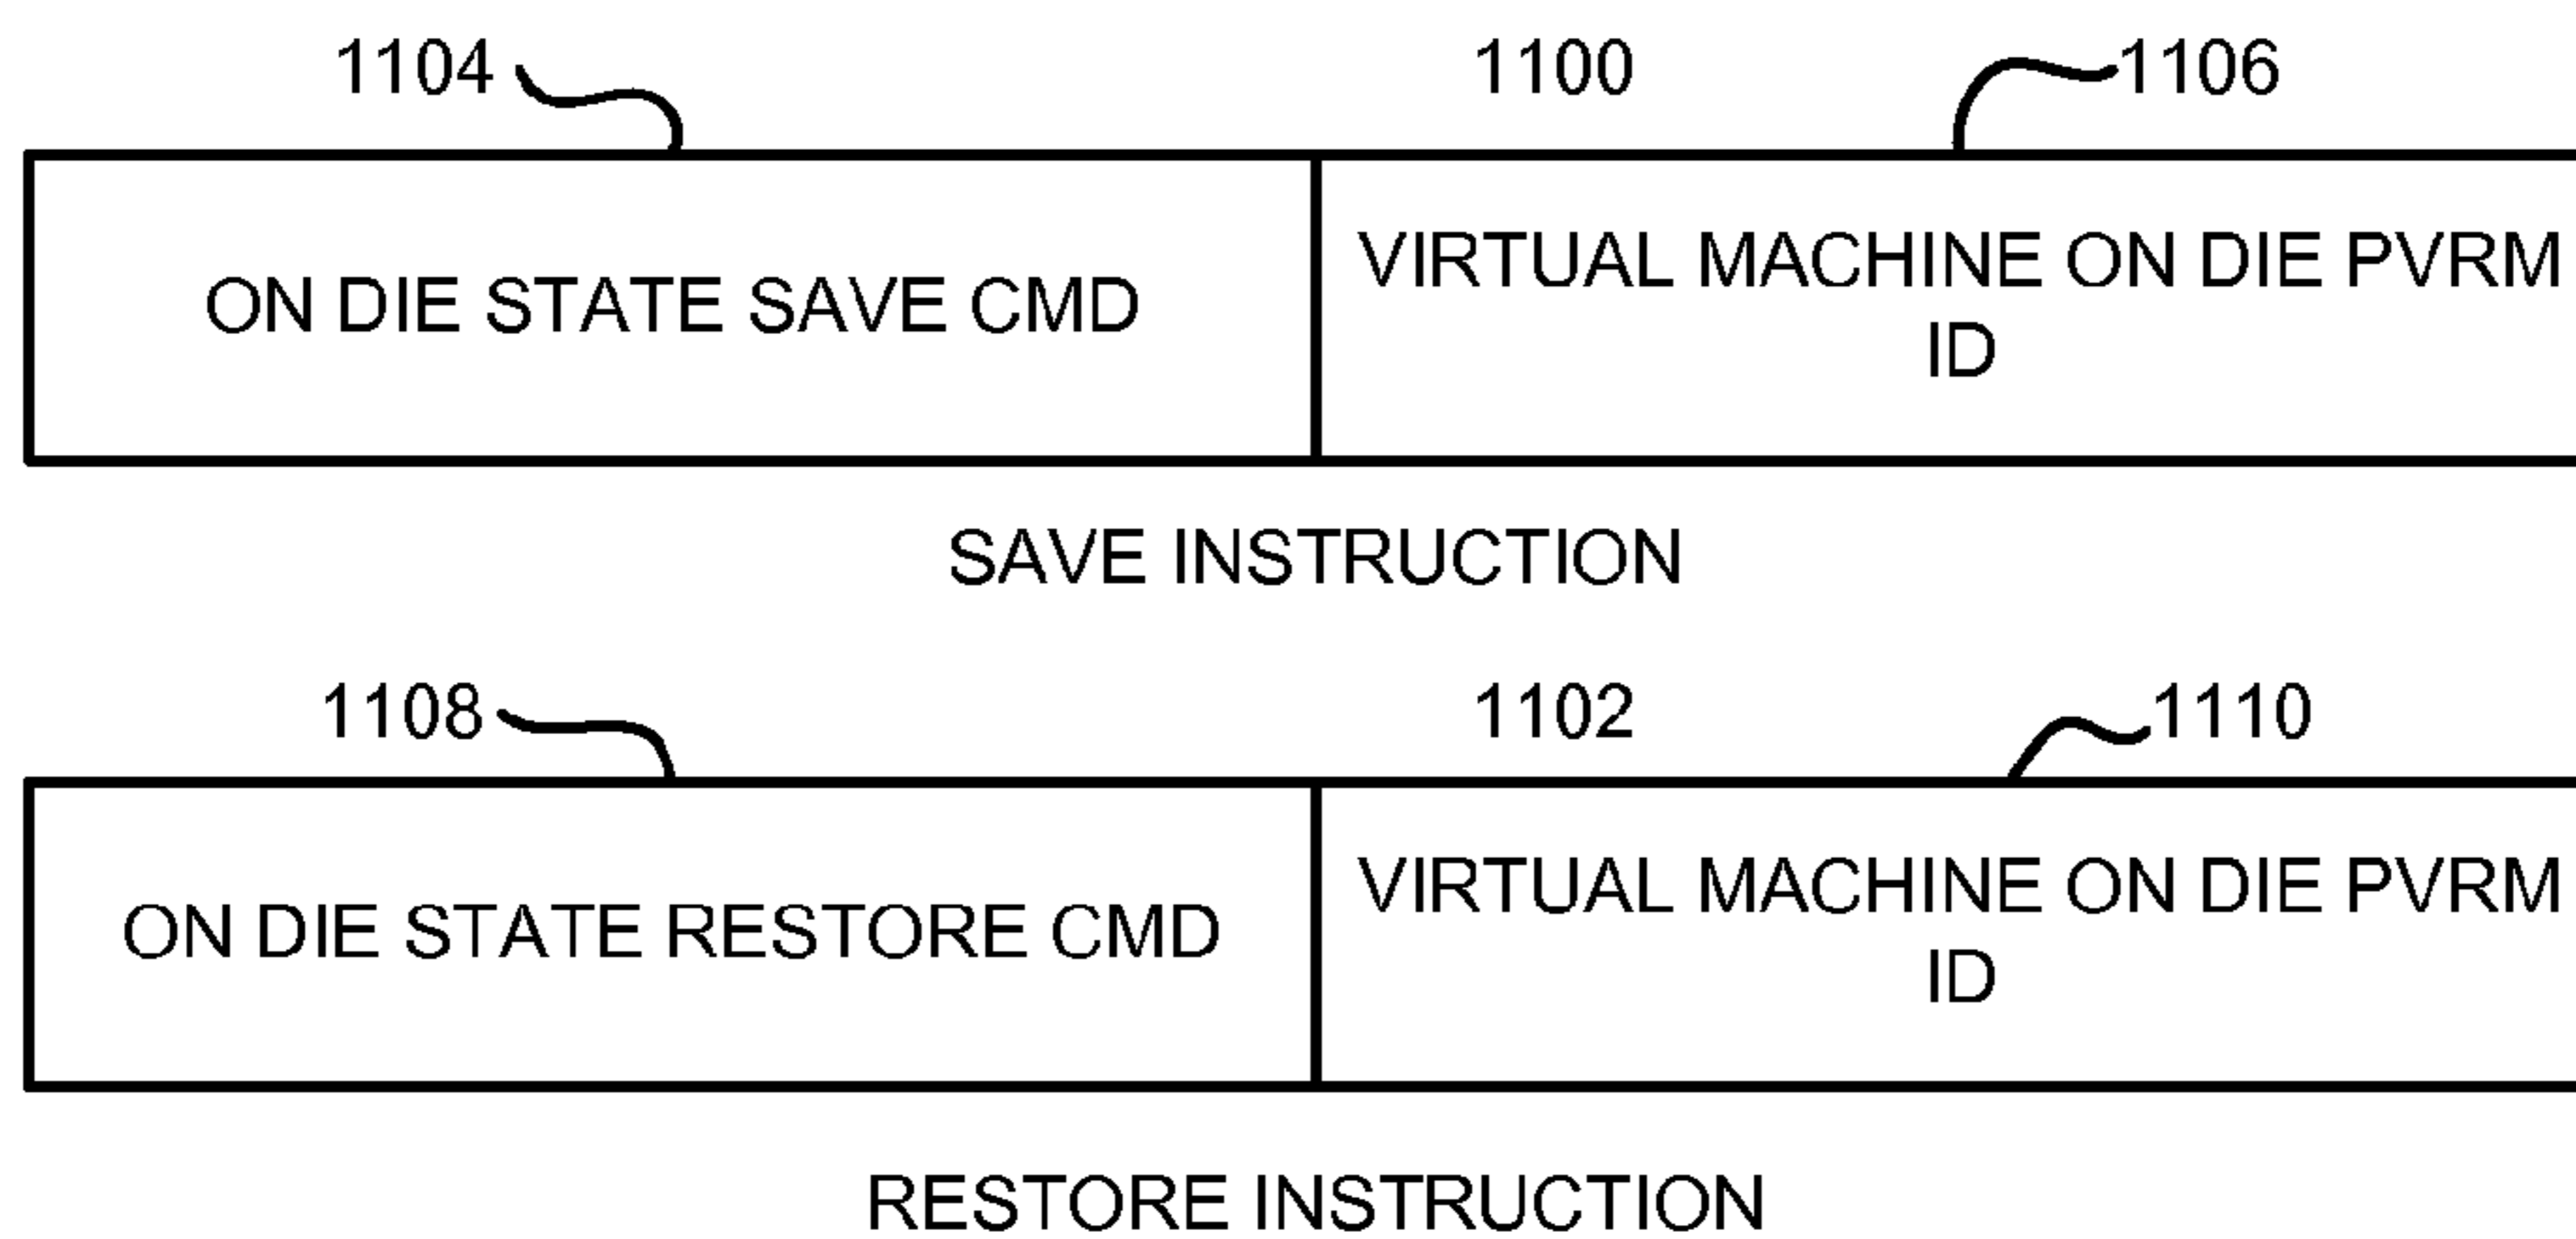 1104 1100 1106
ON DIE STATE SAVE CMD
VIRTUAL MACHINE ON DIE PVRM
ID
SAVE INSTRUCTION
1108 1102 1110
ON DIE STATE RESTORE CMD
VIRTUAL MACHINE ON DIE PVRM
ID
RESTORE INSTRUCTION